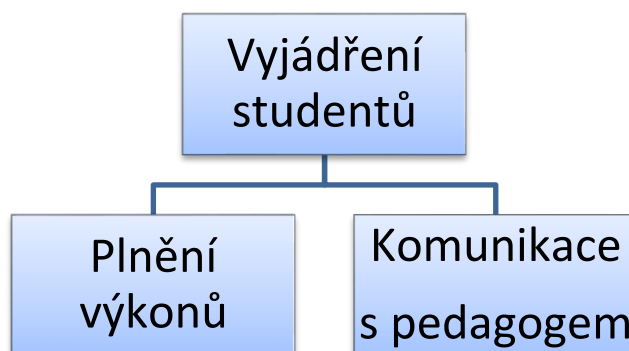 Vyjádření
studentů
Plnění
výkonů
Komunikace
s pedagogem